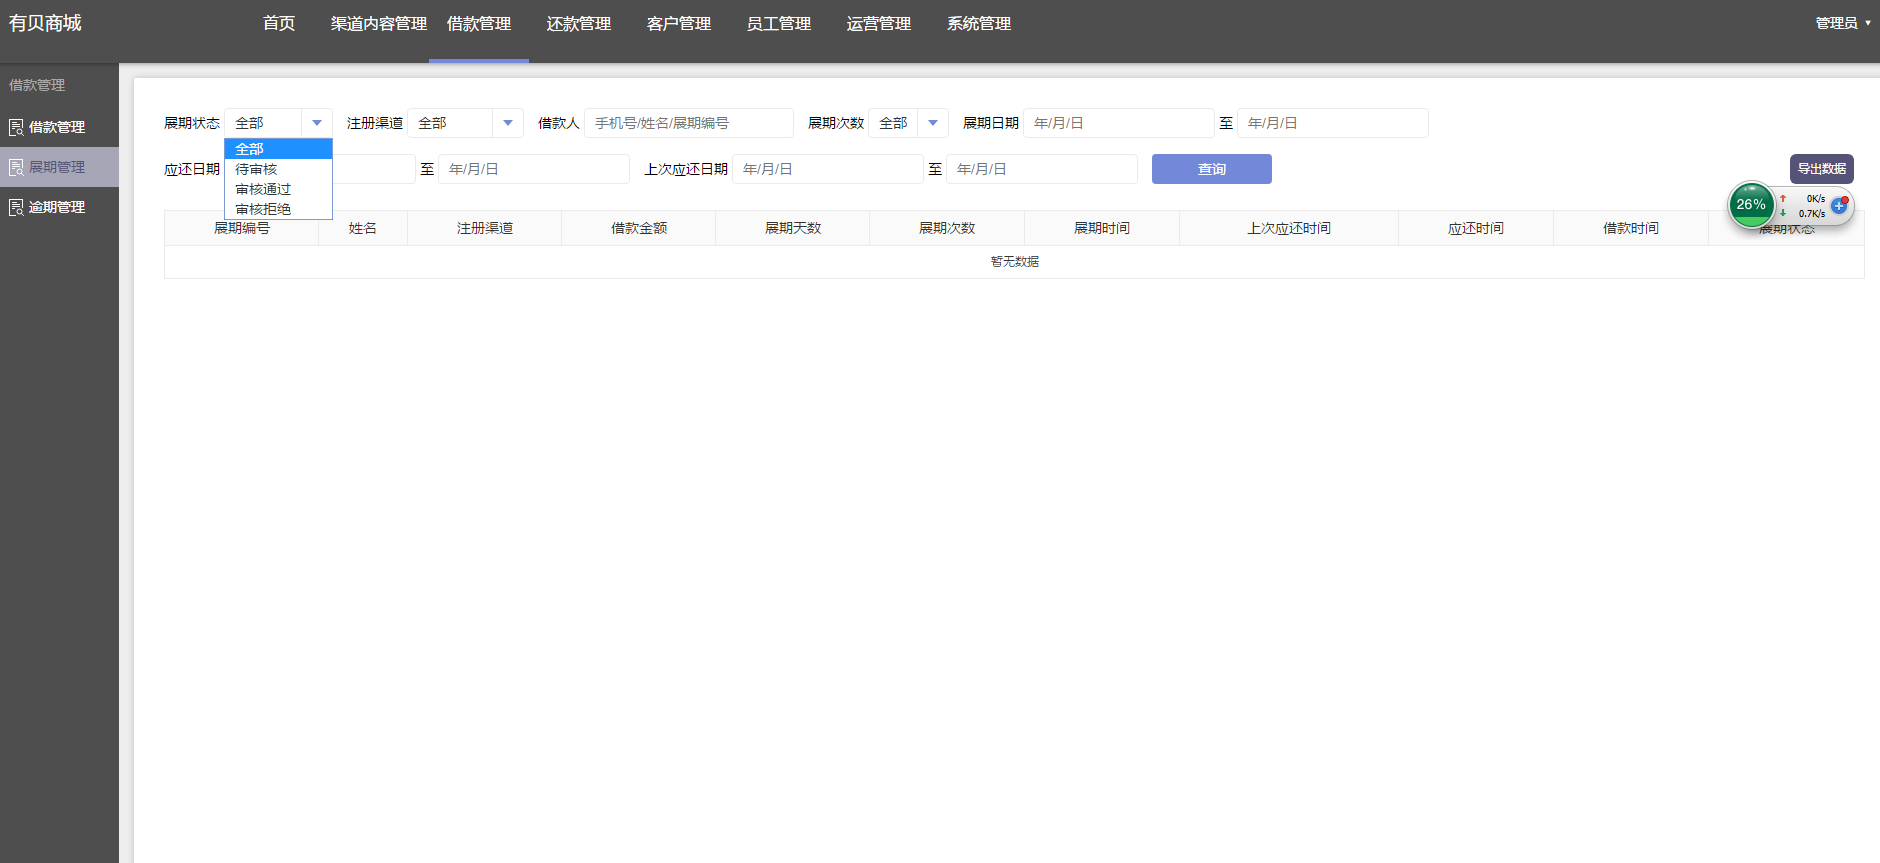 有贝商城 首页 渠道内容管理 借款管理 还款管理 客户管理 员工管理 运营管理 系统管理 管理员
借款管理
借款管理
展期管理
逾期管理
展期状态 全部 注册渠道 全部 借款人 手机号/姓名/展期编号 展期次数 全部 展期日期 年/月/日 至 年/月/日
全部
待审核
审核通过
审核拒绝
应还日期 至 年/月/日 上次应还日期 年/月/日 至 年/月/日 查询 导出数据
26% 0K/s
0.7K/s
展期编号 姓名 注册渠道 借款金额 展期天数 展期次数 展期时间 上次应还时间 应还时间 借款时间 展期状态
暂无数据